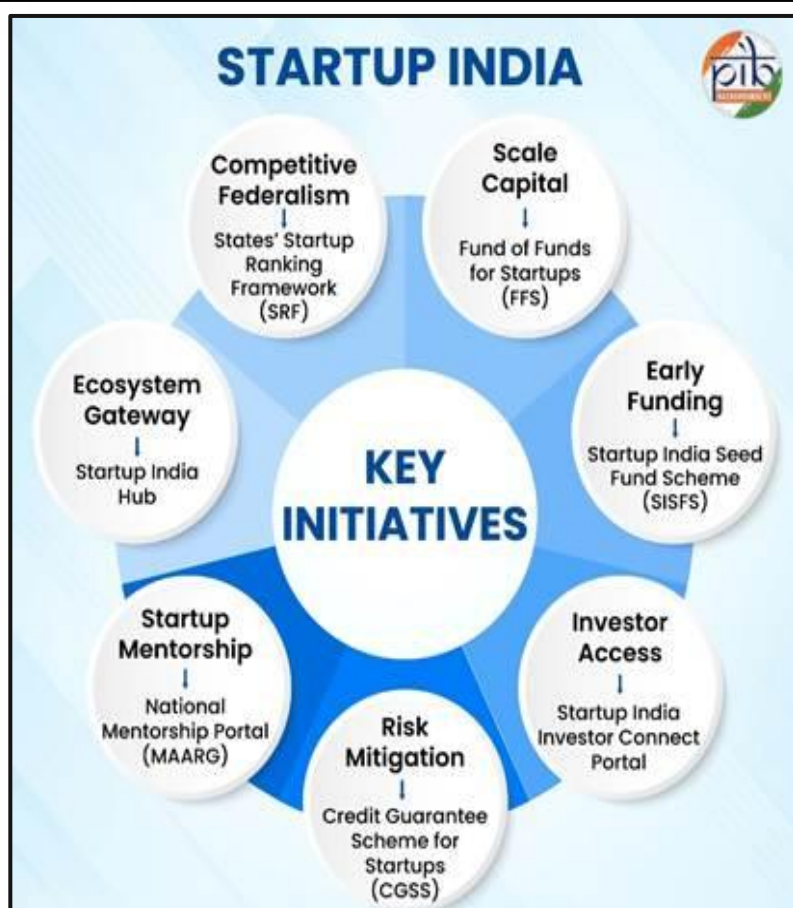 STARTUP INDIA
pib
Scale
Capital
Fund of Funds
for Startups
(FFS)
Early
Funding
Startup India Seed
Fund Scheme
(SISFS)
Investor
Access
Startup India
Investor Connect
Portal
Risk
Mitigation
Credit Guarantee
Scheme for
Startups
(CGSS)
Startup
Mentorship
National
Mentorship Portal
(MAARG)
Ecosystem
Gateway
Startup India
Hub
Competitive
Federalism
States' Startup
Ranking
Framework
(SRF)
KEY
INITIATIVES